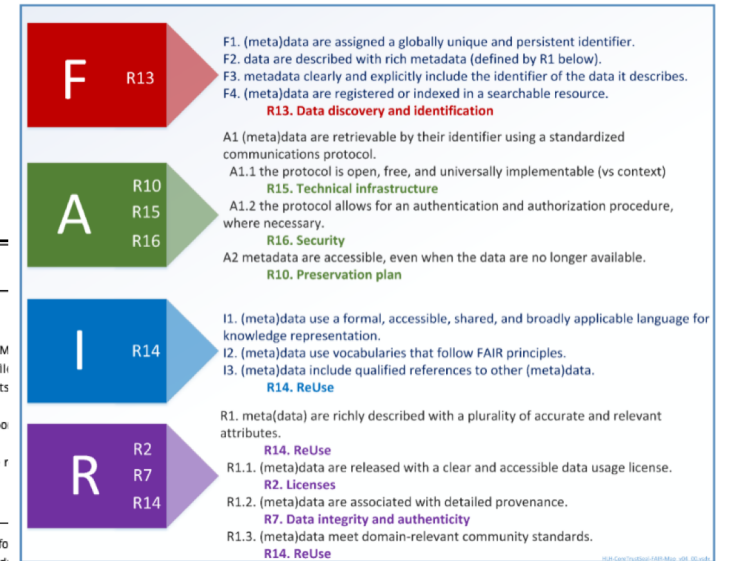 F
R13
F1. (meta)data are assigned a globally unique and persistent identifier.
F2. data are described with rich metadata (defined by R1 below).
F3. metadata clearly and explicitly include the identifier of the data it describes.
F4. (meta)data are registered or indexed in a searchable resource.
R13. Data discovery and identification
A
R10
R15
R16
A1 (meta)data are retrievable by their identifier using a standardized
communications protocol.
A1.1 the protocol is open, free, and universally implementable (vs context)
R15. Technical infrastructure
A1.2 the protocol allows for an authentication and authorization procedure,
where necessary.
R16. Security
A2 metadata are accessible, even when the data are no longer available.
R10. Preservation plan
I
R14
I1. (meta)data use a formal, accessible, shared, and broadly applicable language for
knowledge representation.
I2. (meta)data use vocabularies that follow FAIR principles.
I3. (meta)data include qualified references to other (meta)data.
R14. ReUse
R
R2
R7
R14
R1. meta(data) are richly described with a plurality of accurate and relevant
attributes.
R14. ReUse
R1.1. (meta)data are released with a clear and accessible data usage license.
R2. Licenses
R1.2. (meta)data are associated with detailed provenance.
R7. Data integrity and authenticity
R1.3. (meta)data meet domain-relevant community standards.
R14. ReUse